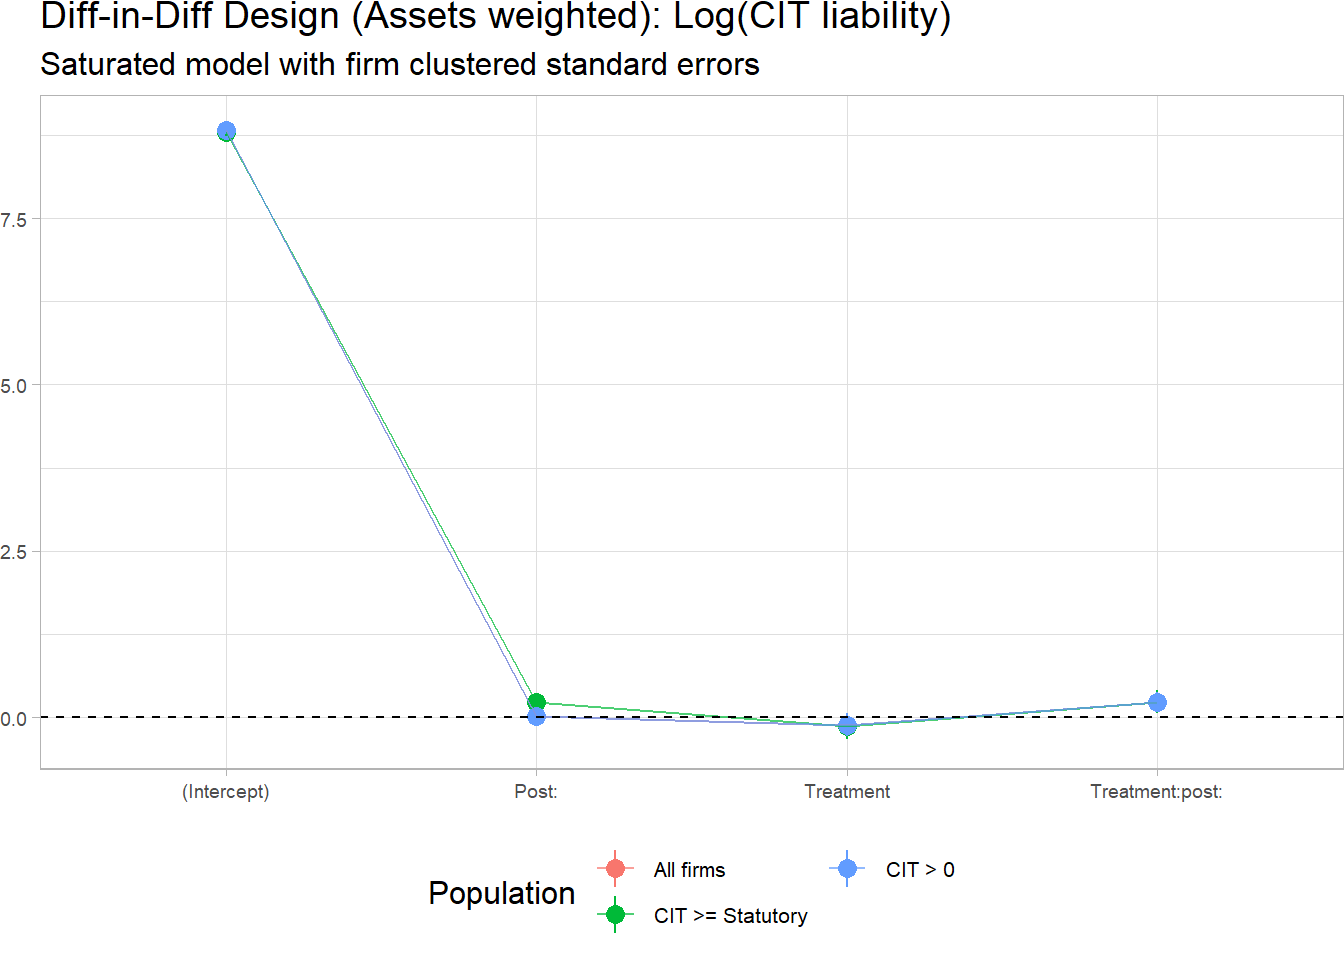 Diff-in-Diff Design (Assets weighted): Log(CIT liability)
Saturated model with firm clustered standard errors
7.5
5.0
2.5
0.0
(Intercept) Post: Treatment Treatment:post:
Population
All firms
CIT >= Statutory
CIT > 0